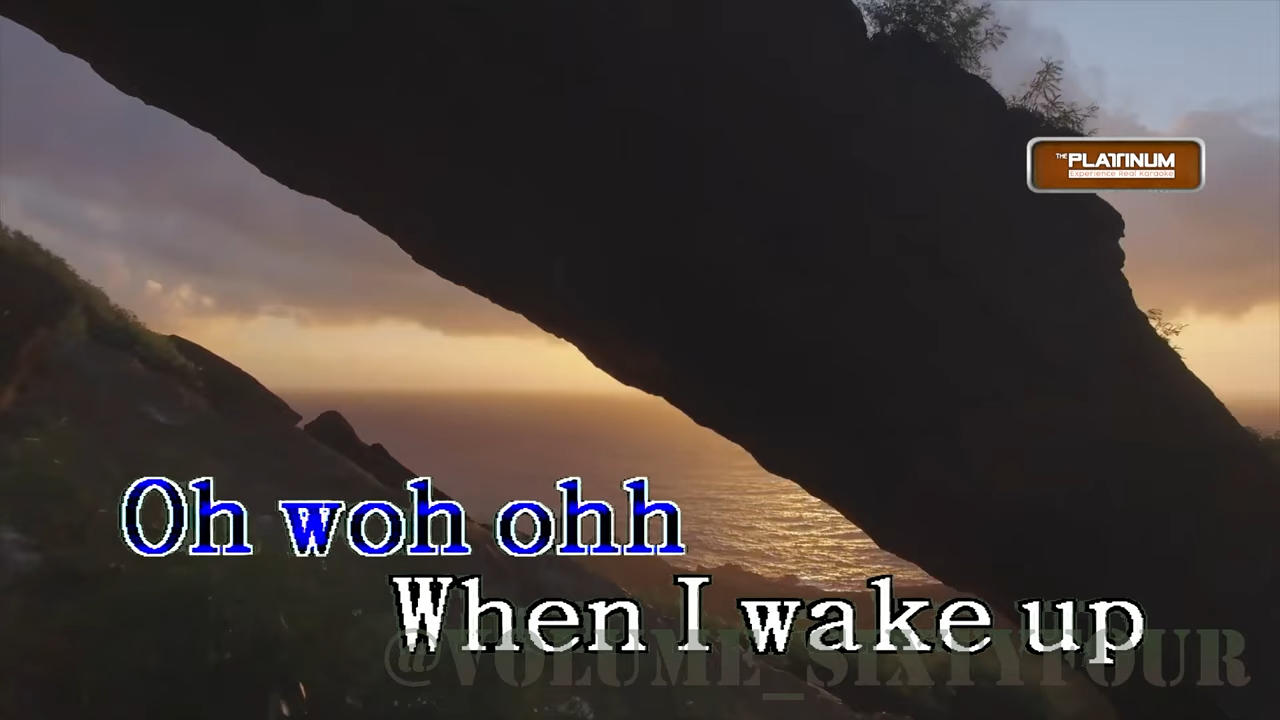 THE PLATINUM
Experience Real Karaoke
Oh woh ohh
When I wake up
@VOLUME_SIXTYFOUR